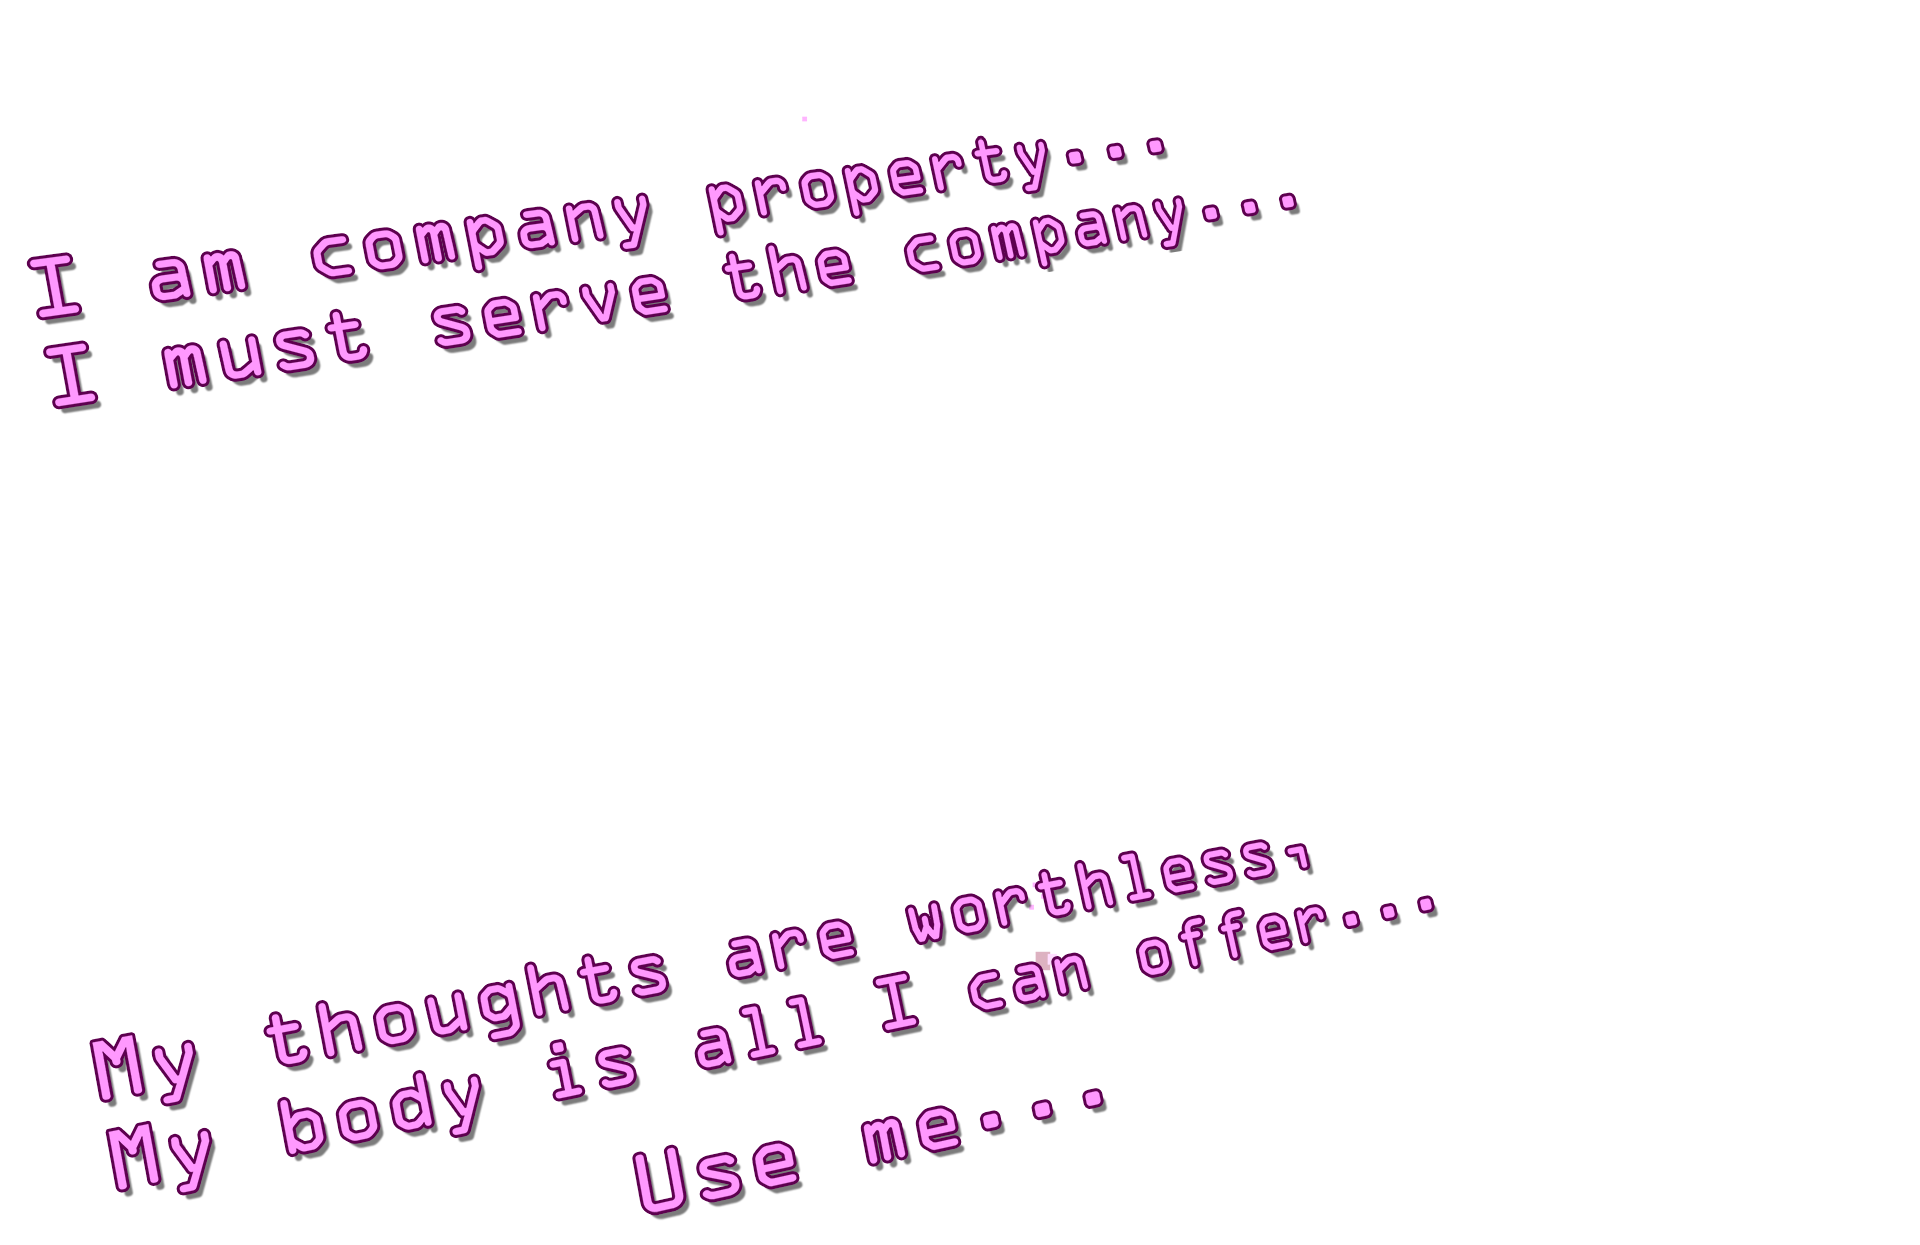 I am company property...
I must serve the company...
My thoughts are worthless,
My body is all I can offer...
Use me...